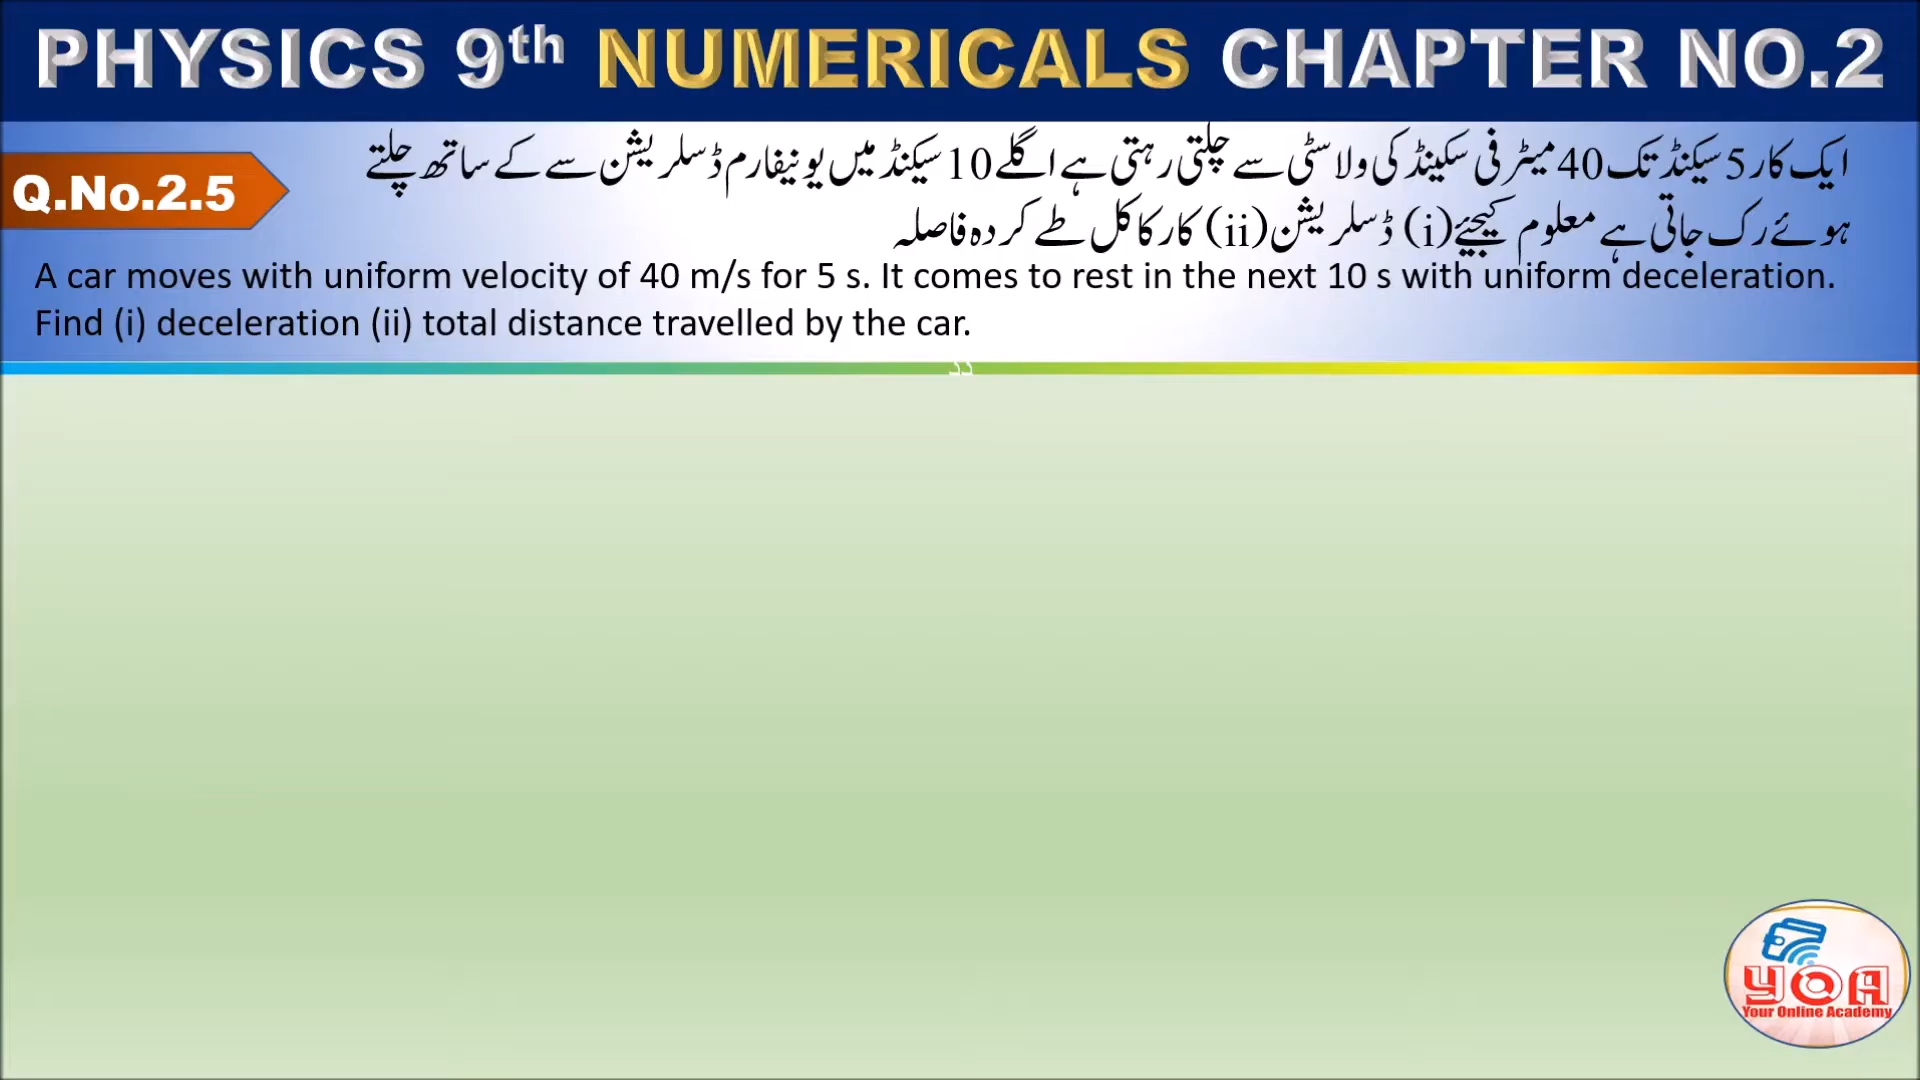 PHYSICS 9th NUMERICALS CHAPTER NO.2
Q.No.2.5
ایک کار 5 سیکنڈ تک 40 میٹر فی سکینڈ کی ولاسٹی سے چلتی رہتی ہے اگلے 10 سیکنڈ میں یونیفارم ڈسلریشن سے کے ساتھ چلتے
ہوئے رک جاتی ہے معلوم کیجیئے (i) ڈسلریشن (ii) کار کا کل طے کردہ فاصلہ
A car moves with uniform velocity of 40 m/s for 5 s. It comes to rest in the next 10 s with uniform deceleration.
Find (i) deceleration (ii) total distance travelled by the car.
YOA
Your Online Academy